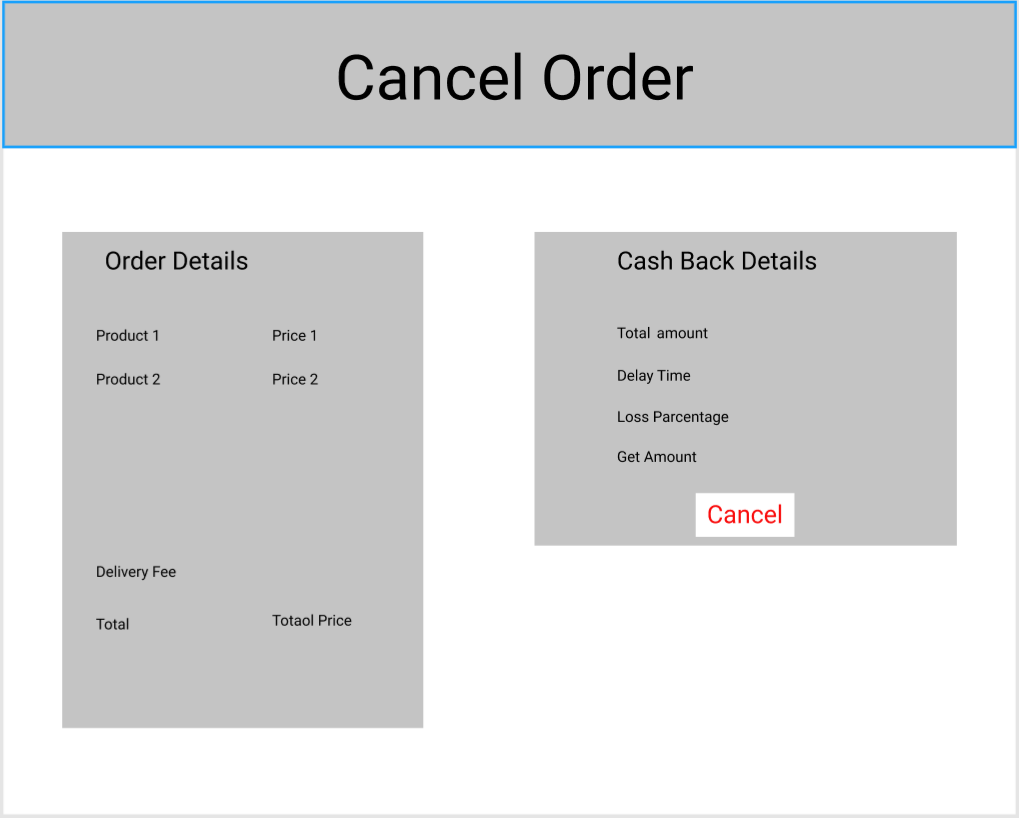 Cancel Order
Order Details
Product 1 Price 1
Product 2 Price 2
Delivery Fee
Total Totaol Price
Cash Back Details
Total amount
Delay Time
Loss Parcentage
Get Amount
Cancel